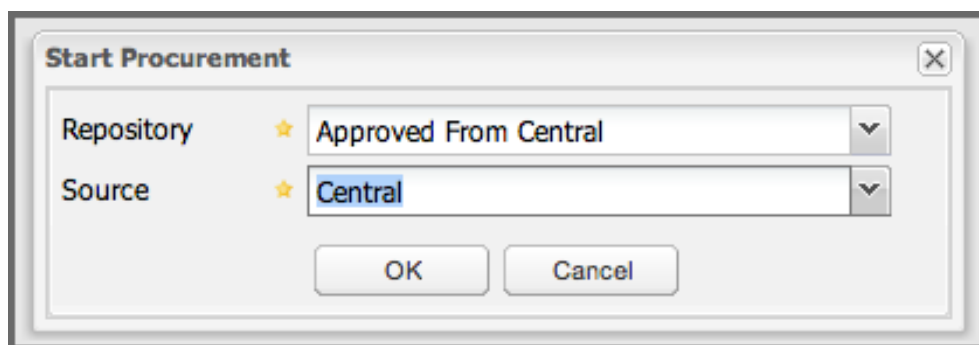 Start Procurement
Repository Approved From Central
Source Central
OK Cancel